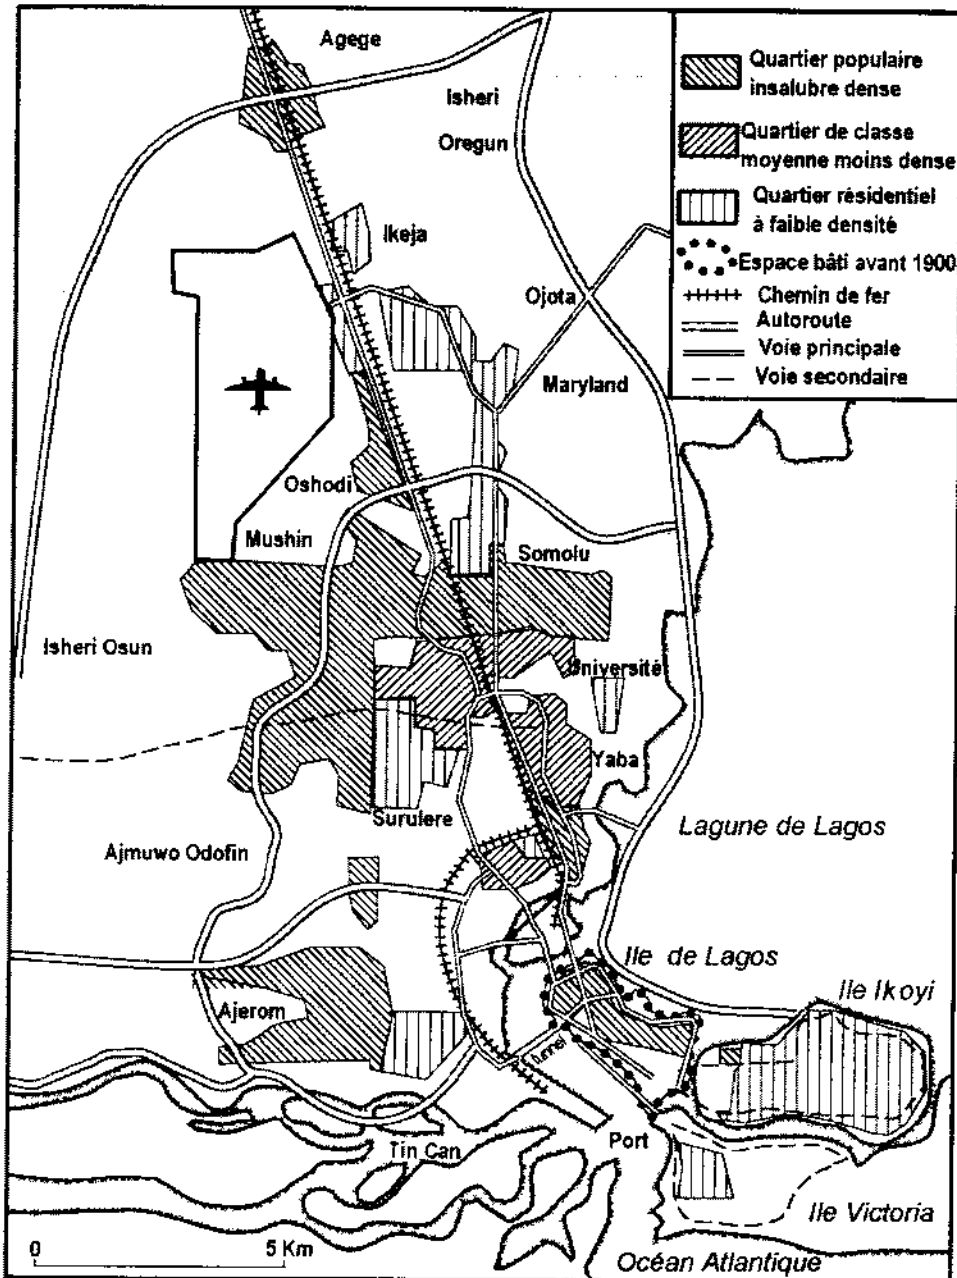 Agege
Isheri
Oregun
Ikeja
Ojota
Maryland
Oshodi
Mushin
Somolu
Isheri Osun
Université
Yaba
Surulere
Lagune de Lagos
Ajmuwo Odofin
Ile de Lagos
Ile Ikoyi
Ajerom
Tunnel
Tin Can
Port
Ile Victoria
Océan Atlantique
0 5 Km
Quartier populaire
insalubre dense
Quartier de classe
moyenne moins dense
Quartier résidentiel
à faible densité
Espace bâti avant 1900
Chemin de fer
Autoroute
Voie principale
Voie secondaire